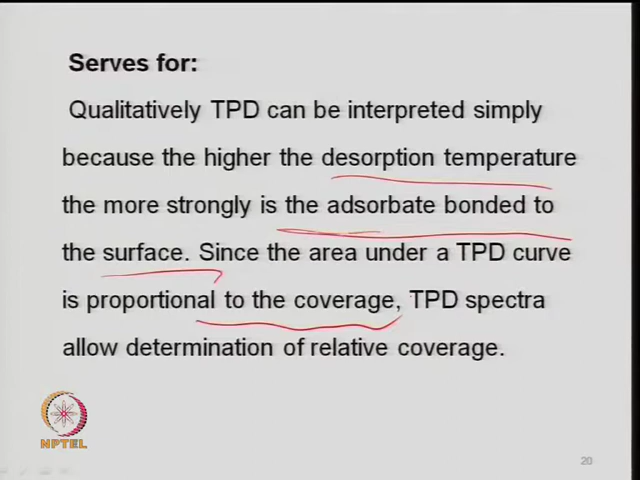 Serves for:
Qualitatively TPD can be interpreted simply
because the higher the desorption temperature
the more strongly is the adsorbate bonded to
the surface. Since the area under a TPD curve
is proportional to the coverage, TPD spectra
allow determination of relative coverage.
NPTEL
20